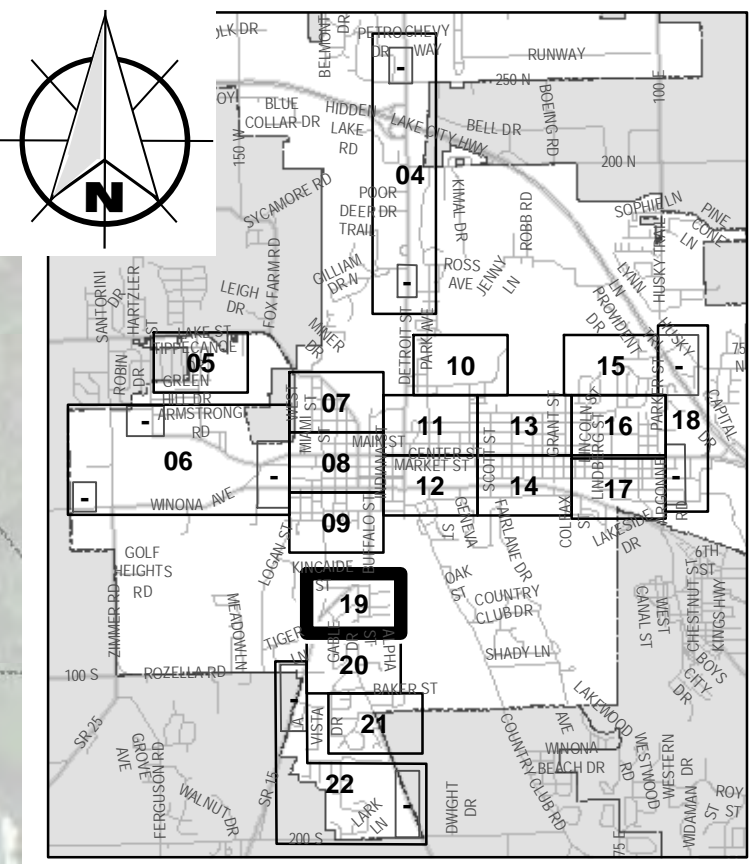 N
OLK DR
BELMONT DR
PETRO DR
CHEVY WAY
RUNWAY
250 N
100 E
BLUE
COLLAR DR
HIDDEN
LAKE
RD
LAKE CITY HWY
BELL DR
BOEING RD
200 N
150 W
04
SYCAMORE RD
POOR
DEER DR
TRAIL
KIMAL DR
ROBB RD
SOPHIE LN
PINE
CONE
LN
HUSKY TRAIL
SANTORINI
DR
HARTZLER
ST
LEIGH
DR
FOX FARM RD
GILLIAM
DR N
ROSS
AVE
JENNY
LN
LYNN
LN
PROVIDENT
DR
MINER
DR
DETROIT ST
PARK AVE
HUSKY
TRL
LAKE ST
TIPPECANOE
05
ROBIN
DR
GREEN
HILL DR
ARMSTRONG
RD
10
15
PARKER ST
75
N
CAPITAL
DR
WEST
MIAMI ST
07
11
13
GRANT ST
LINCOLN ST
16
18
MAIN ST
CENTER ST
MARKET ST
SCOTT ST
06
08
INDIANA ST
12
14
LINDBERG ST
17
ARGONNE
RD
WINONA AVE
09
BUFFALO ST
GENEVA
ST
FAIRLANE DR
COLFAX
ST
LAKESIDE
DR
LOGAN ST
GOLF
HEIGHTS
RD
KINCAIDE
ST
6TH
ST
ZIMMER RD
MEADOW LN
19
OAK
ST
COUNTRY
CLUB DR
WEST
CANAL ST
CHESTNUT ST
KINGS HWY
TIGER
LN
GABLE
DR
ST
ALPHA
SHADY LN
BOYS
CITY
DR
100 S
ROZELLA RD
20
BAKER ST
LAKEWOOD
AVE
SR 25
VISTA
DR
21
COUNTRY CLUB RD
WINONA
BEACH DR
RD
WESTWOOD
WESTERN
GROVE
AVE
FERGUSON RD
WALNUT DR
SR 15
22
LARK
LN
DWIGHT
DR
WIDAMAN DR
ROY
ST
ST
200 S
75 E